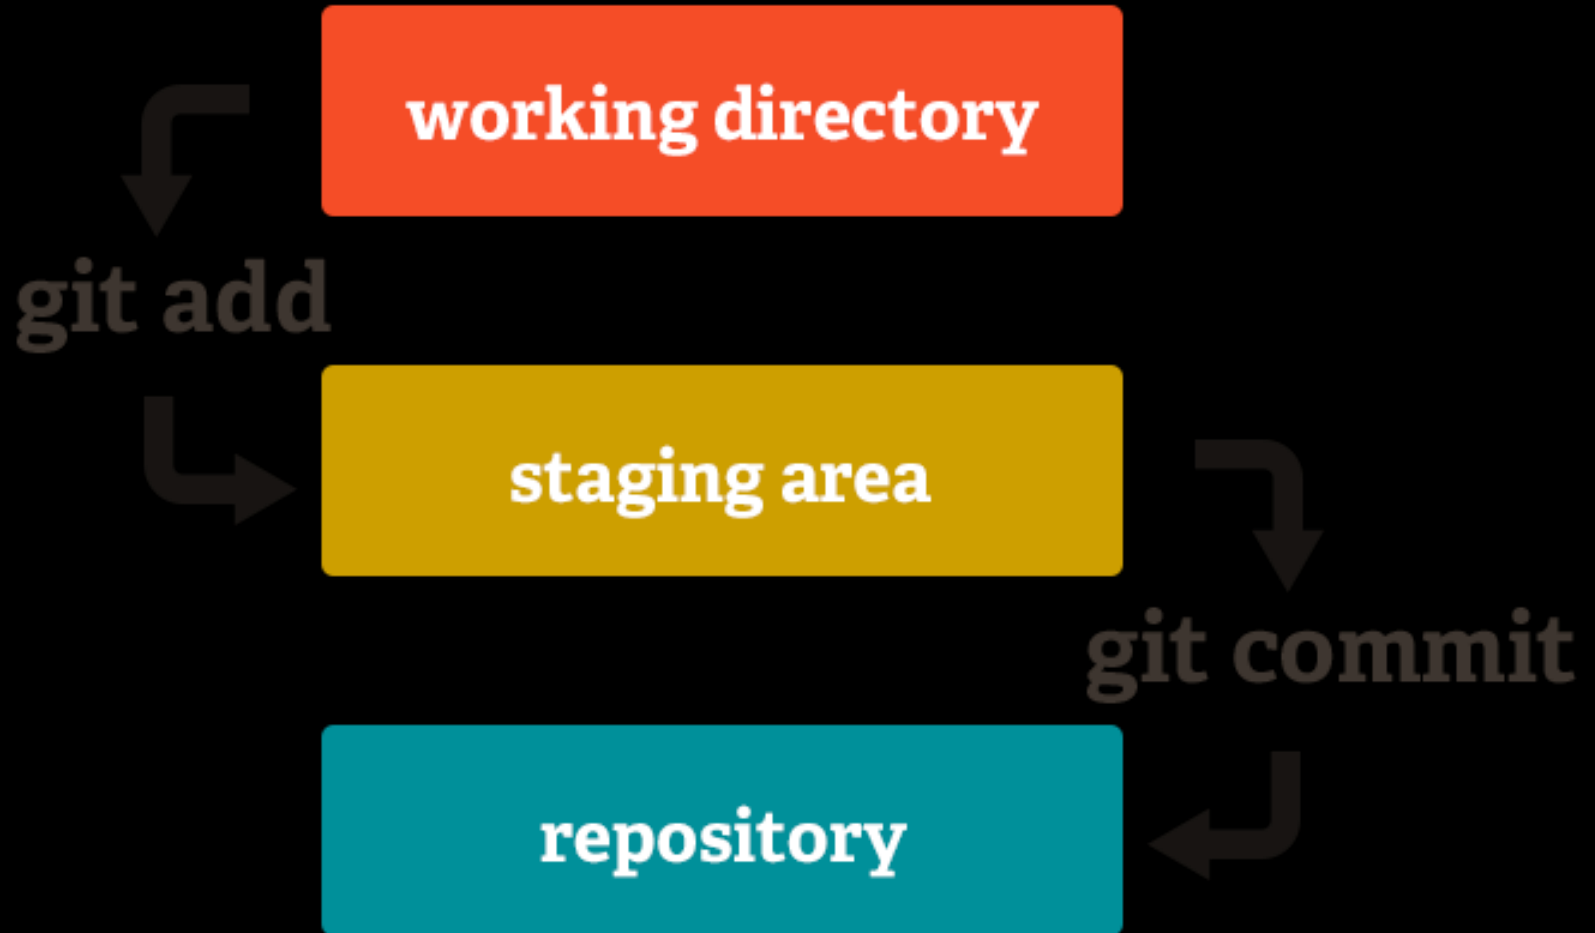 working directory
git add
staging area
git commit
repository